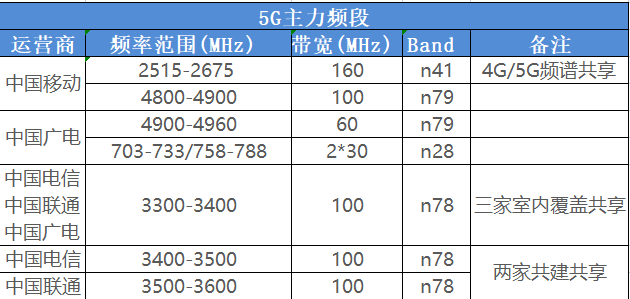 5G主力频段
运营商 频率范围(MHz) 带宽(MHz) Band 备注
中国移动 2515-2675 160 n41 4G/5G频谱共享
4800-4900 100 n79
中国广电 4900-4960 60 n79
703-733/758-788 2*30 n28
中国电信
中国联通 3300-3400 100 n78 三家室内覆盖共享
中国广电
中国电信 3400-3500 100 n78 两家共建共享
中国联通 3500-3600 100 n78